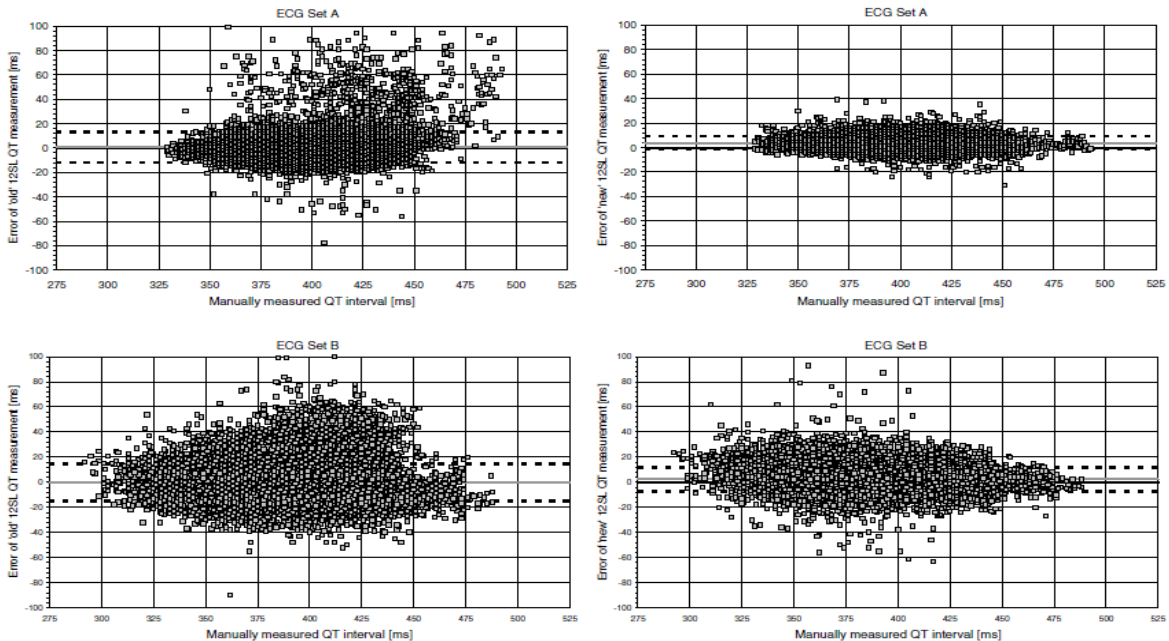 ECG Set A
Error of 'old' 12SL QT measurement [ms]
100
80
60
40
20
0
-20
-40
-60
-80
-100
275 300 325 350 375 400 425 450 475 500 525
Manually measured QT interval [ms]
ECG Set A
Error of 'new' 12SL QT measurement [ms]
100
80
60
40
20
0
-20
-40
-60
-80
-100
275 300 325 350 375 400 425 450 475 500 525
Manually measured QT interval [ms]
ECG Set B
Error of 'old' 12SL QT measurement [ms]
100
80
60
40
20
0
-20
-40
-60
-80
-100
275 300 325 350 375 400 425 450 475 500 525
Manually measured QT interval [ms]
ECG Set B
Error of 'new' 12SL QT measurement [ms]
100
80
60
40
20
0
-20
-40
-60
-80
-100
275 300 325 350 375 400 425 450 475 500 525
Manually measured QT interval [ms]